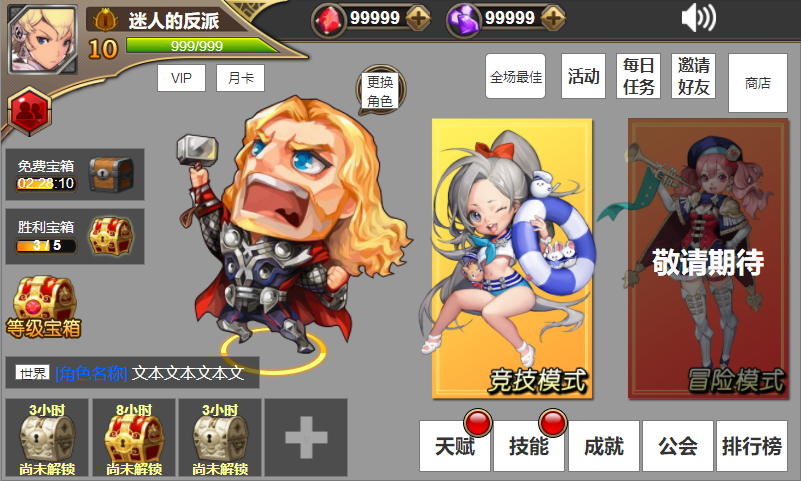 迷人的反派
10
999/999
99999
99999
VIP
月卡
更换
角色
全场最佳
活动
每日
任务
邀请
好友
商店
免费宝箱
02:28:10
胜利宝箱
3 / 5
等级宝箱
敬请期待
竞技模式
冒险模式
世界 [角色名称] 文本文本文本文
3小时
尚未解锁
8小时
尚未解锁
3小时
尚未解锁
天赋
技能
成就
公会
排行榜